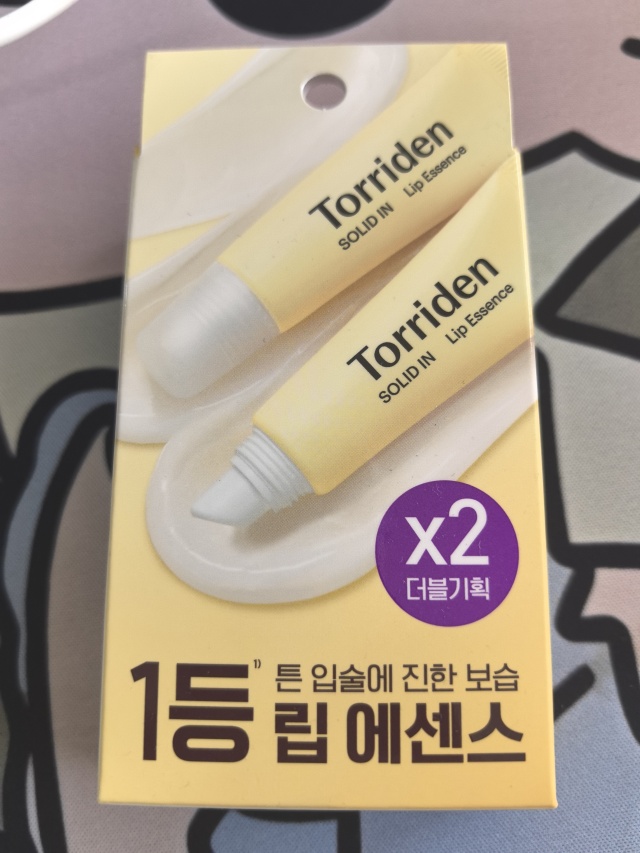 Torriden
SOLID IN Lip Essence
Torriden
SOLID IN Lip Essence
x2
더블기획
1등 1)
튼 입술에 진한 보습
립 에센스